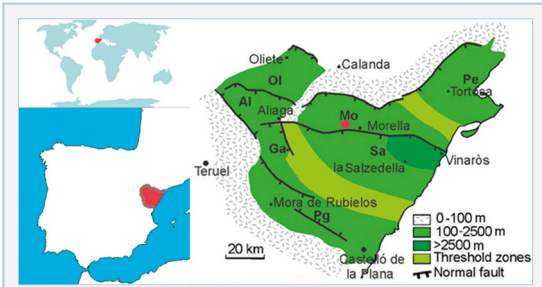 Oliete
Calanda
Ol
Pe
Tortosa
Al
Aliaga
Mo
Morella
Ga
Sa
Vinaròs
la Salzedella
Teruel
Mora de Rubielos
Pg
20 km
Castelló de
la Plana
0-100 m
100-2500 m
>2500 m
Threshold zones
Normal fault